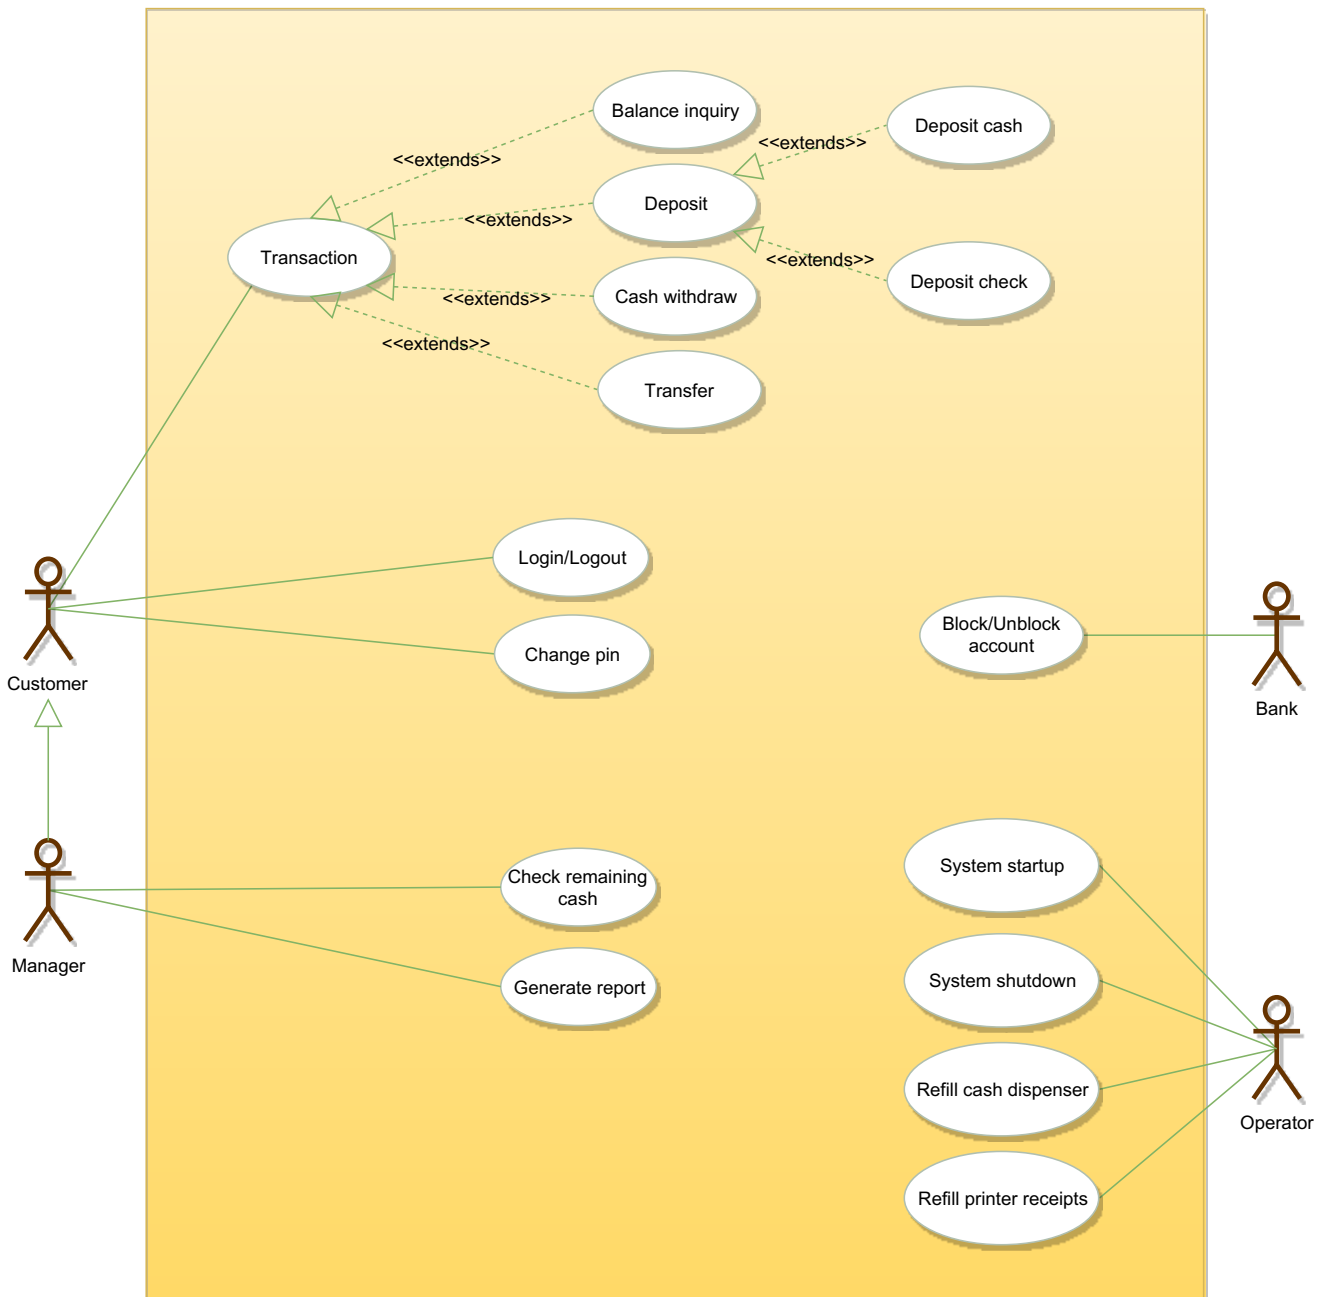 Balance inquiry
Deposit cash
<<extends>>
<<extends>>
Deposit
<<extends>>
Transaction
<<extends>>
Deposit check
Cash withdraw
<<extends>>
<<extends>>
Transfer
Login/Logout
Change pin
Customer
Block/Unblock
account
Bank
Check remaining
cash
Manager
Generate report
System startup
System shutdown
Refill cash dispenser
Operator
Refill printer receipts